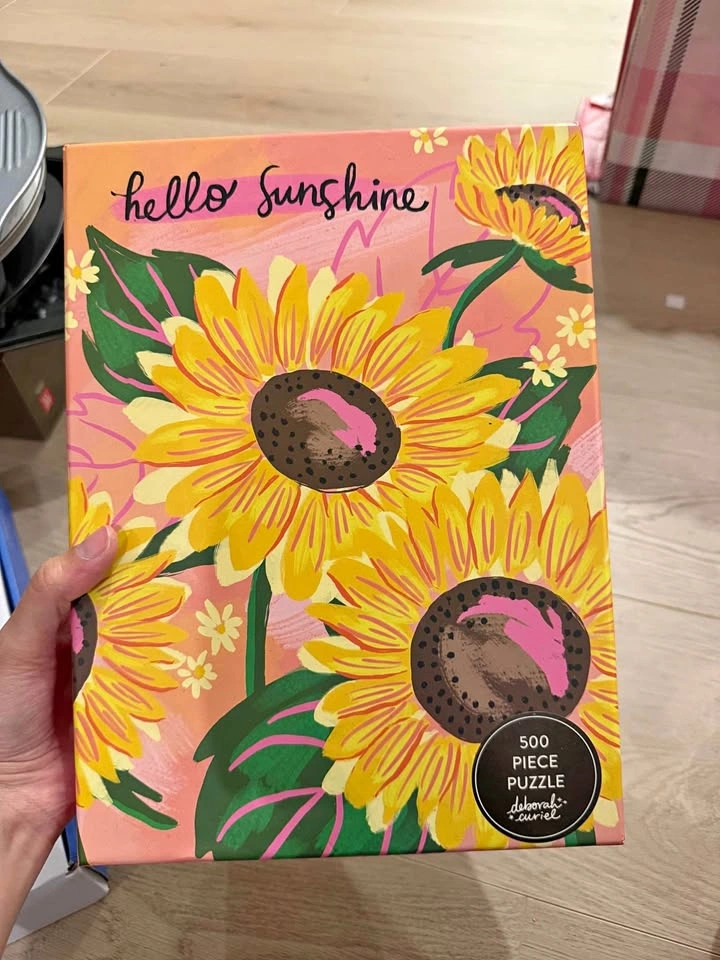 hello sunshine
500
PIECE
PUZZLE
deborah
curiel